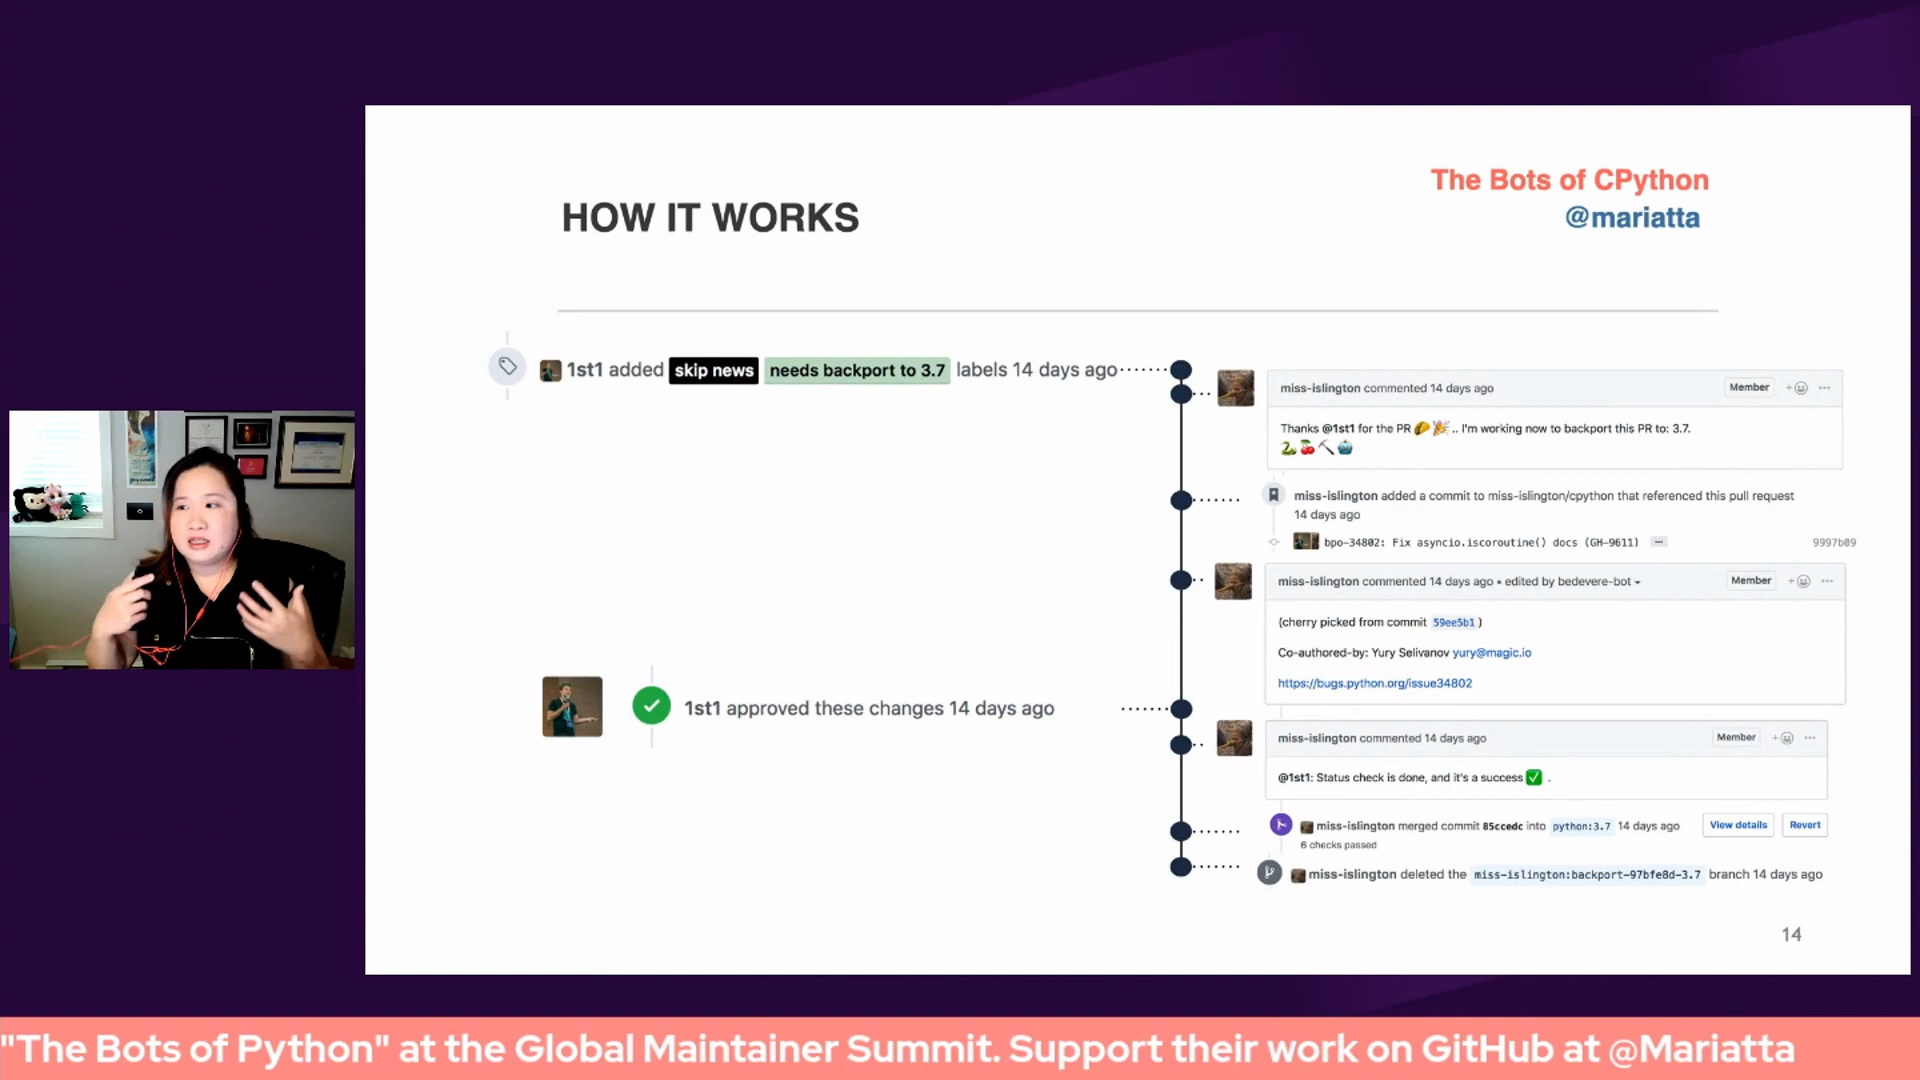 The Bots of CPython
@mariatta
HOW IT WORKS
1st1 added skip news needs backport to 3.7 labels 14 days ago
miss-islington commented 14 days ago Member
Thanks @1st1 for the PR 🌮🎉.. I'm working now to backport this PR to: 3.7.
🐍🍒⛏🤖
miss-islington added a commit to miss-islington/cpython that referenced this pull request
14 days ago
bpo-34802: Fix asyncio.iscoroutine() docs (GH-9611) ... 9997b09
miss-islington commented 14 days ago • edited by bedevere-bot Member
(cherry picked from commit 59ee5b1 )
Co-authored-by: Yury Selivanov yury@magic.io
https://bugs.python.org/issue34802
1st1 approved these changes 14 days ago
miss-islington commented 14 days ago Member
@1st1: Status check is done, and it's a success ✅ .
miss-islington merged commit 85ccedc into python:3.7 14 days ago View details Revert
6 checks passed
miss-islington deleted the miss-islington:backport-97bfe8d-3.7 branch 14 days ago
14
"The Bots of Python" at the Global Maintainer Summit. Support their work on GitHub at @Mariatta